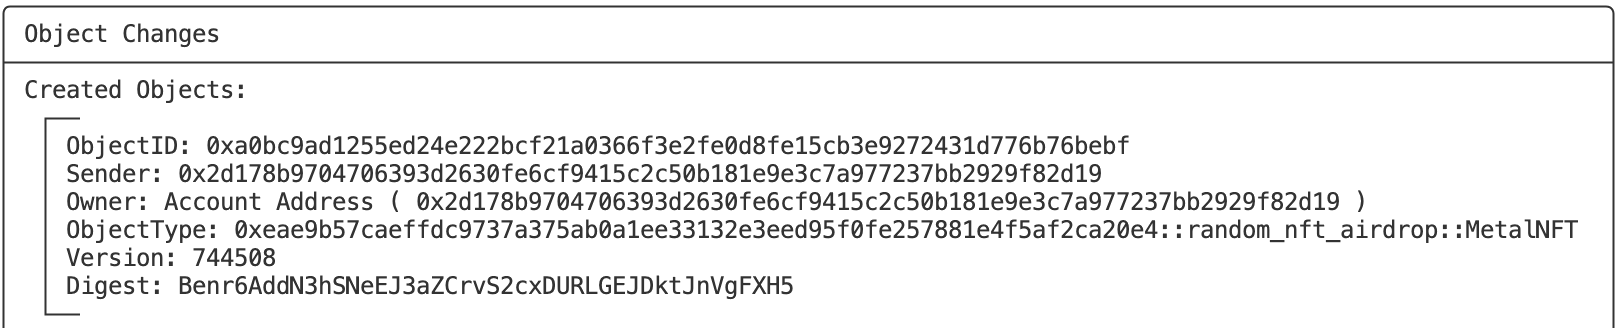 Object Changes
Created Objects:
ObjectID: 0xa0bc9ad1255ed24e222bcf21a0366f3e2fe0d8fe15cb3e9272431d776b76bebf
Sender: 0x2d178b9704706393d2630fe6cf9415c2c50b181e9e3c7a977237bb2929f82d19
Owner: Account Address ( 0x2d178b9704706393d2630fe6cf9415c2c50b181e9e3c7a977237bb2929f82d19 )
ObjectType: 0xeae9b57caeffdc9737a375ab0a1ee33132e3eed95f0fe257881e4f5af2ca20e4::random_nft_airdrop::MetalNFT
Version: 744508
Digest: Benr6AddN3hSNeEJ3aZCrvS2cxDURLGEJDktJnVgFXH5